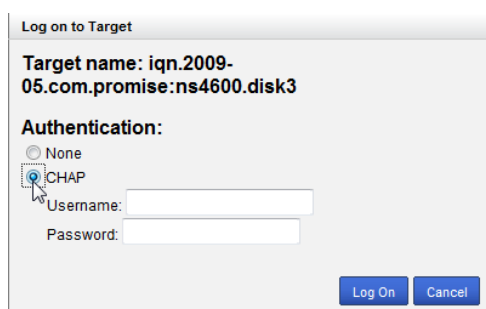 Log on to Target
Target name: iqn.2009-
05.com.promise:ns4600.disk3
Authentication:
None
CHAP
Username:
Password:
Log On Cancel